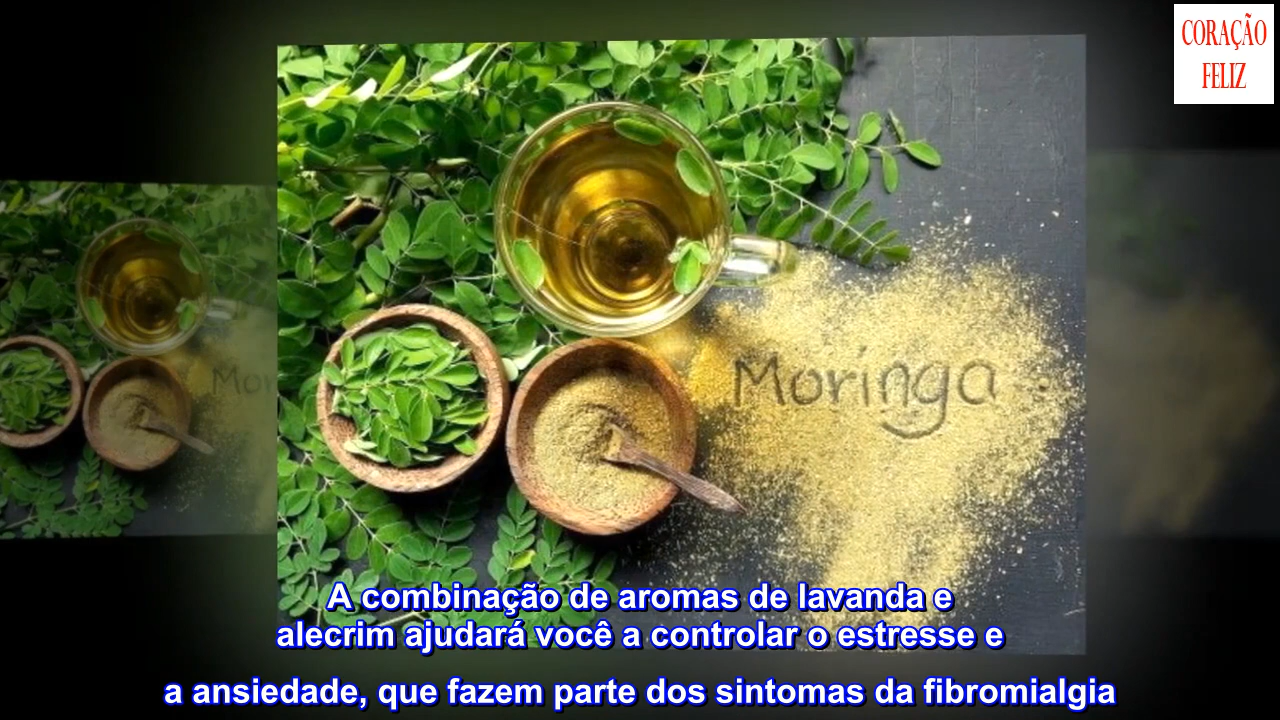 CORAÇÃO
FELIZ
Moringa
Mor
A combinação de aromas de lavanda e
alecrim ajudará você a controlar o estresse e
a ansiedade, que fazem parte dos sintomas da fibromialgia